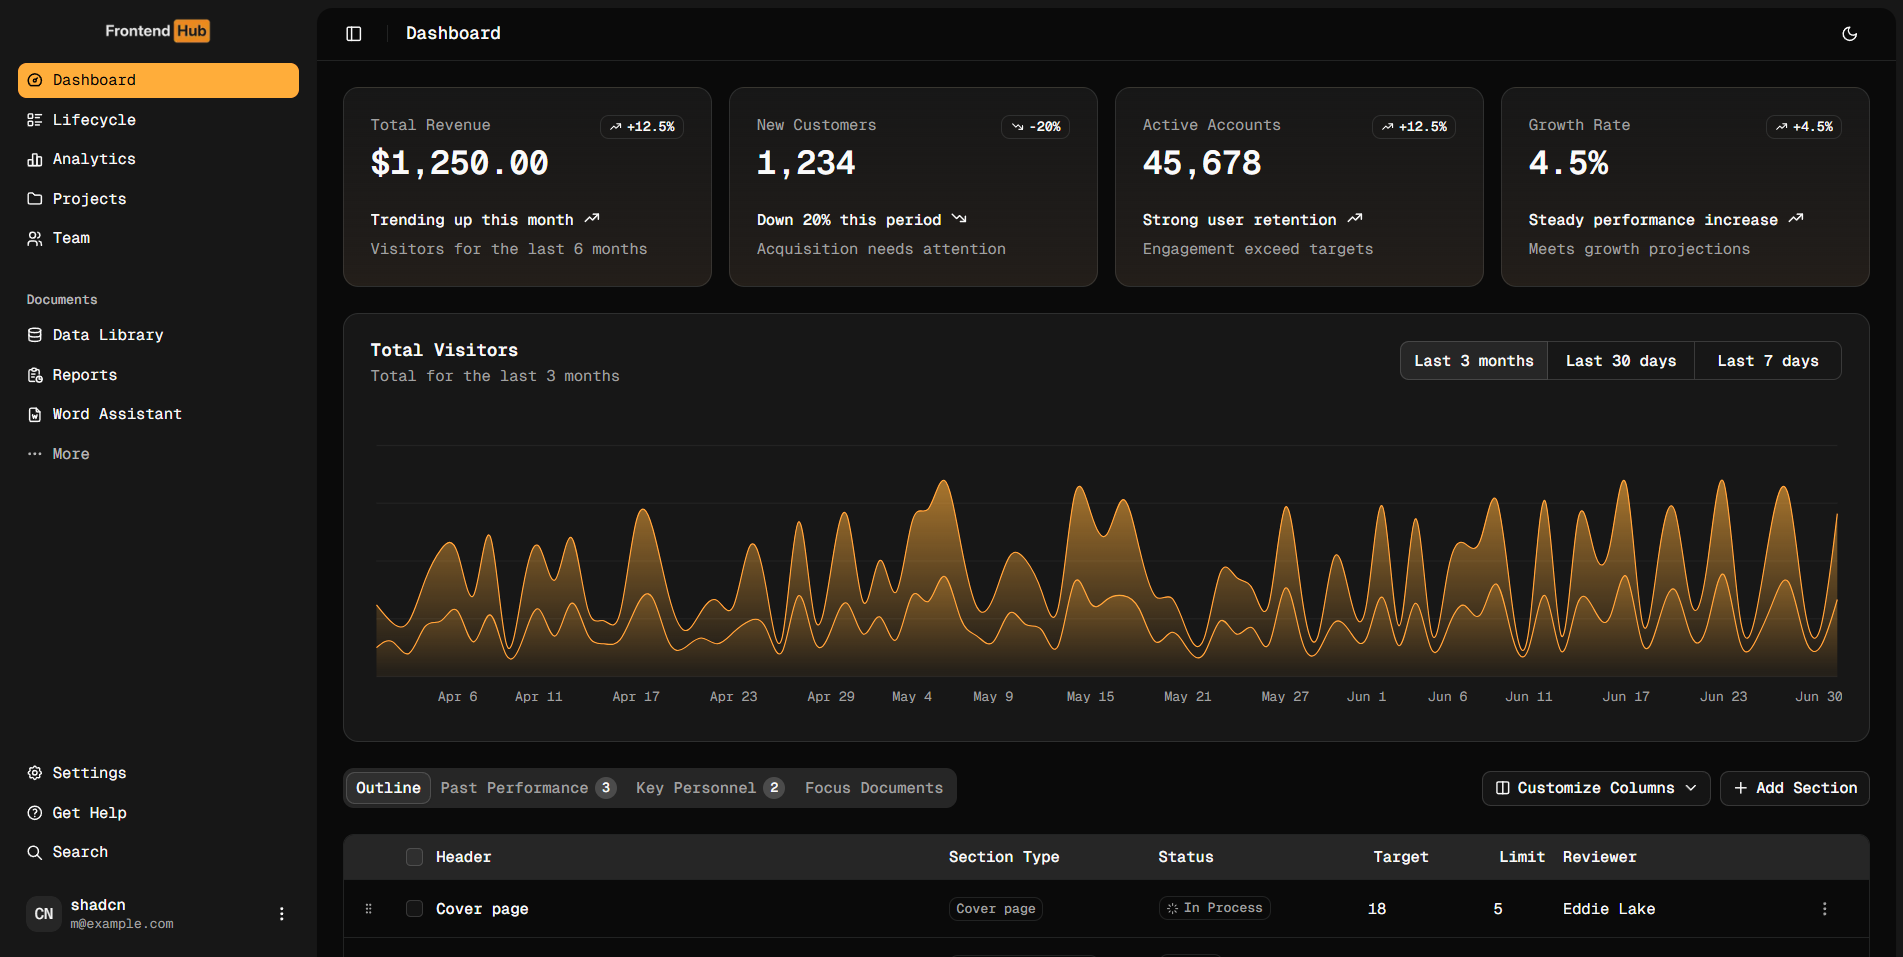 Frontend Hub
Dashboard
Lifecycle
Analytics
Projects
Team
Documents
Data Library
Reports
Word Assistant
More
Settings
Get Help
Search
CN
shadcn
m@example.com
Dashboard
Total Revenue
+12.5%
$1,250.00
Trending up this month
Visitors for the last 6 months
New Customers
-20%
1,234
Down 20% this period
Acquisition needs attention
Active Accounts
+12.5%
45,678
Strong user retention
Engagement exceed targets
Growth Rate
+4.5%
4.5%
Steady performance increase
Meets growth projections
Total Visitors
Total for the last 3 months
Last 3 months Last 30 days Last 7 days
Apr 6 Apr 11 Apr 17 Apr 23 Apr 29 May 4 May 9 May 15 May 21 May 27 Jun 1 Jun 6 Jun 11 Jun 17 Jun 23 Jun 30
Outline Past Performance 3 Key Personnel 2 Focus Documents
Customize Columns Add Section
Header Section Type Status Target Limit Reviewer
Cover page Cover page In Process 18 5 Eddie Lake